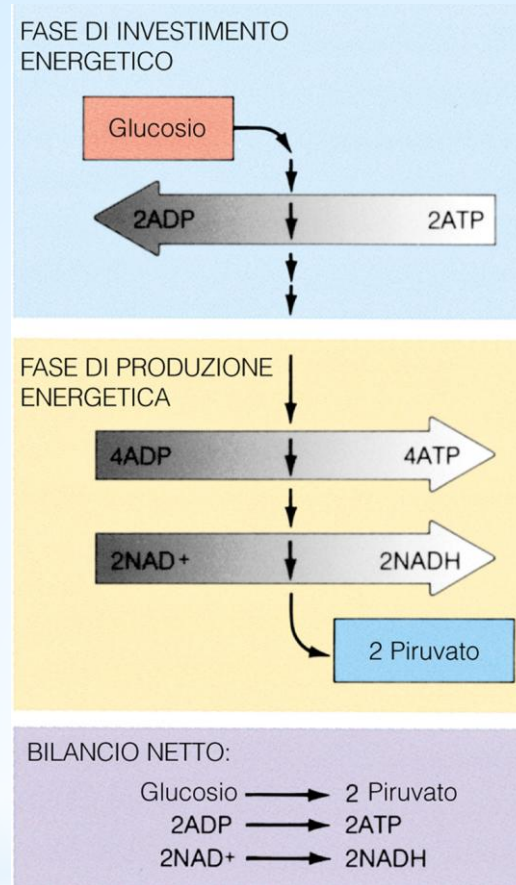 FASE DI INVESTIMENTO
ENERGETICO
Glucosio
2ADP 2ATP
FASE DI PRODUZIONE
ENERGETICA
4ADP 4ATP
2NAD+ 2NADH
2 Piruvato
BILANCIO NETTO:
Glucosio 2 Piruvato
2ADP 2ATP
2NAD+ 2NADH